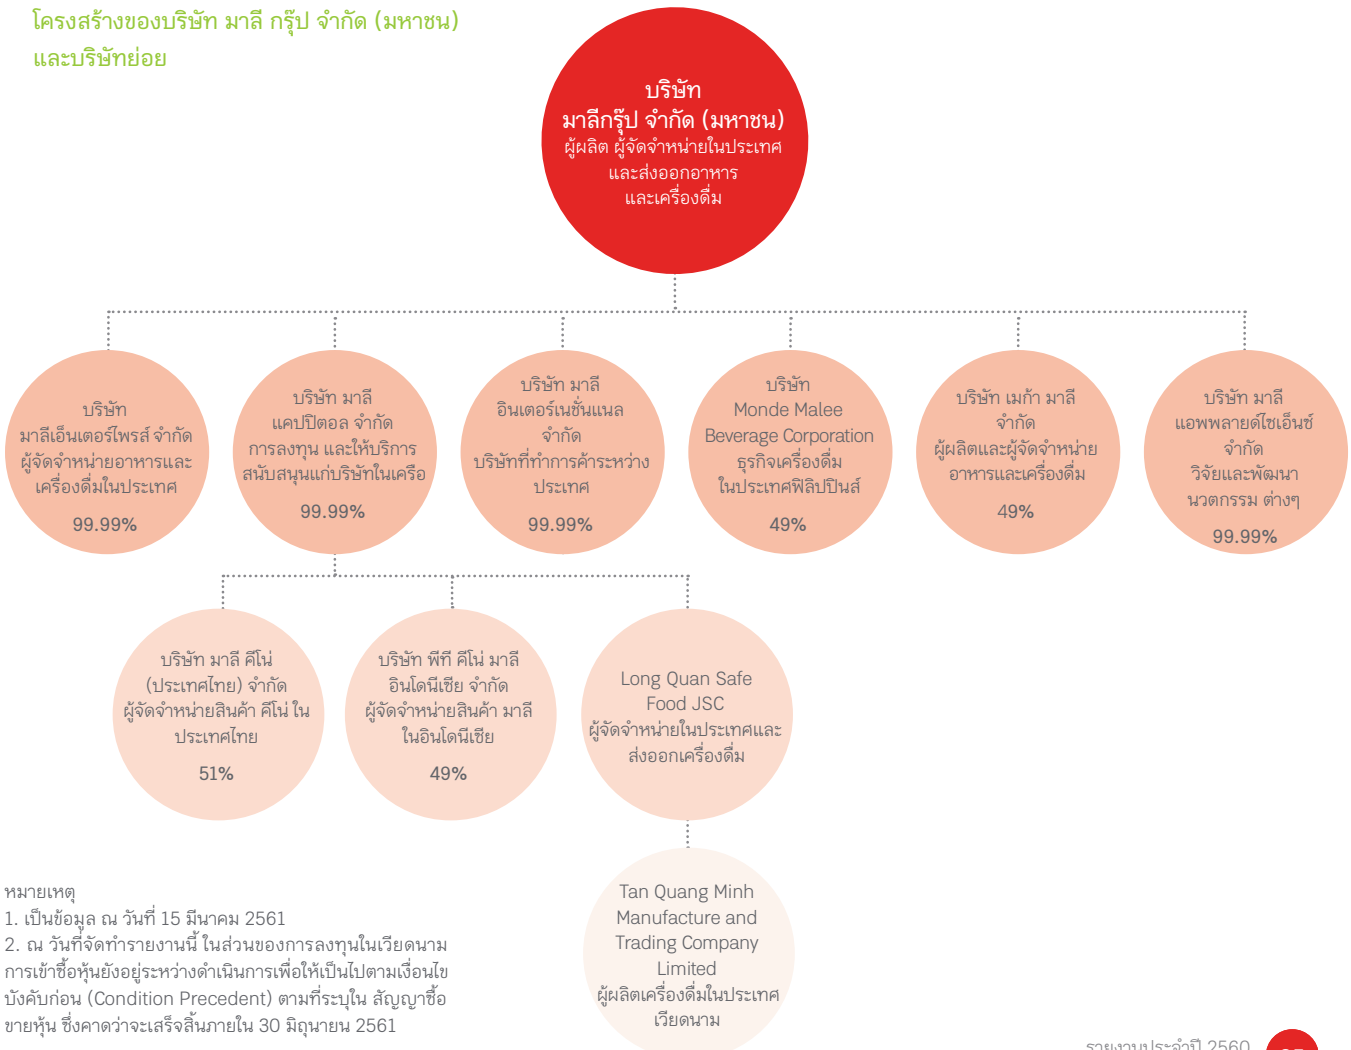 โครงสร้างของบริษัท มาลี กรุ๊ป จำกัด (มหาชน)
และบริษัทย่อย
บริษัท
มาลีกรุ๊ป จำกัด (มหาชน)
ผู้ผลิต ผู้จัดจำหน่ายในประเทศ
และส่งออกอาหาร
และเครื่องดื่ม
บริษัท
มาลีเอ็นเตอร์ไพรส์ จำกัด
ผู้จัดจำหน่ายอาหารและ
เครื่องดื่มในประเทศ
99.99%
บริษัท มาลี
แคปปิตอล จำกัด
การลงทุน และให้บริการ
สนับสนุนแก่บริษัทในเครือ
99.99%
บริษัท มาลี
อินเตอร์เนชั่นแนล
จำกัด
บริษัทที่ทำการค้าระหว่าง
ประเทศ
99.99%
บริษัท
Monde Malee
Beverage Corporation
ธุรกิจเครื่องดื่ม
ในประเทศฟิลิปปินส์
49%
บริษัท เมก้า มาลี
จำกัด
ผู้ผลิตและผู้จัดจำหน่าย
อาหารและเครื่องดื่ม
49%
บริษัท มาลี
แอพพลายด์ไซเอ็นซ์
จำกัด
วิจัยและพัฒนา
นวตกรรม ต่างๆ
99.99%
บริษัท มาลี คีโน่
(ประเทศไทย) จำกัด
ผู้จัดจำหน่ายสินค้า คีโน่ ใน
ประเทศไทย
51%
บริษัท พีที คีโน่ มาลี
อินโดนีเซีย จำกัด
ผู้จัดจำหน่ายสินค้า มาลี
ในอินโดนีเซีย
49%
Long Quan Safe
Food JSC
ผู้จัดจำหน่ายในประเทศและ
ส่งออกเครื่องดื่ม
Tan Quang Minh
Manufacture and
Trading Company
Limited
ผู้ผลิตเครื่องดื่มในประเทศ
เวียดนาม
หมายเหตุ
1. เป็นข้อมูล ณ วันที่ 15 มีนาคม 2561
2. ณ วันที่จัดทำรายงานนี้ ในส่วนของการลงทุนในเวียดนาม
การเข้าซื้อหุ้นยังอยู่ระหว่างดำเนินการเพื่อให้เป็นไปตามเงื่อนไข
บังคับก่อน (Condition Precedent) ตามที่ระบุใน สัญญาซื้อ
ขายหุ้น ซึ่งคาดว่าจะเสร็จสิ้นภายใน 30 มิถุนายน 2561
รายงานประจำปี 2560